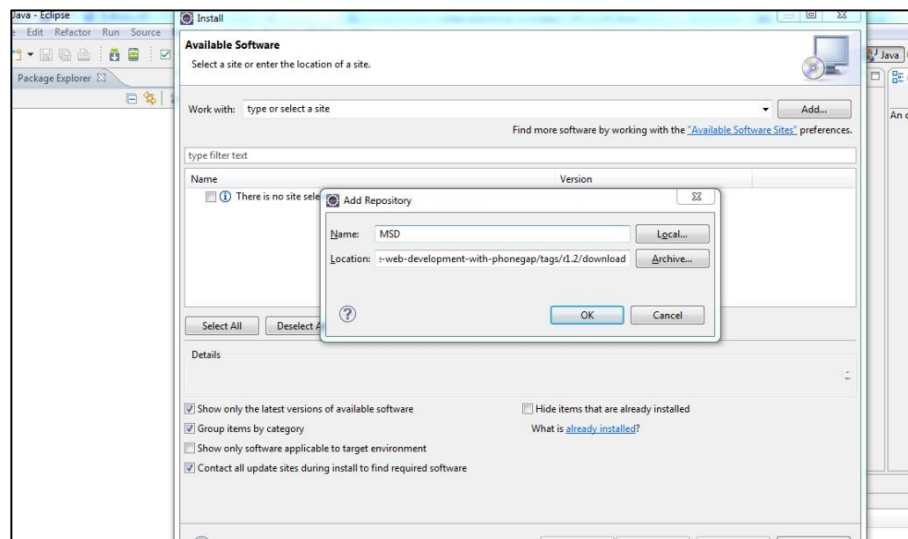 Java - Eclipse
Install
Edit Refactor Run Source
Available Software
Select a site or enter the location of a site.
Java
Package Explorer
Work with: type or select a site
Add...
Find more software by working with the "Available Software Sites" preferences.
type filter text
Name Version
There is no site sele
Add Repository
Name: MSD
Local...
Location: :-web-development-with-phonegap/tags/r1.2/download
Archive...
OK Cancel
Select All Deselect A
Details
Show only the latest versions of available software
Hide items that are already installed
Group items by category
What is already installed?
Show only software applicable to target environment
Contact all update sites during install to find required software